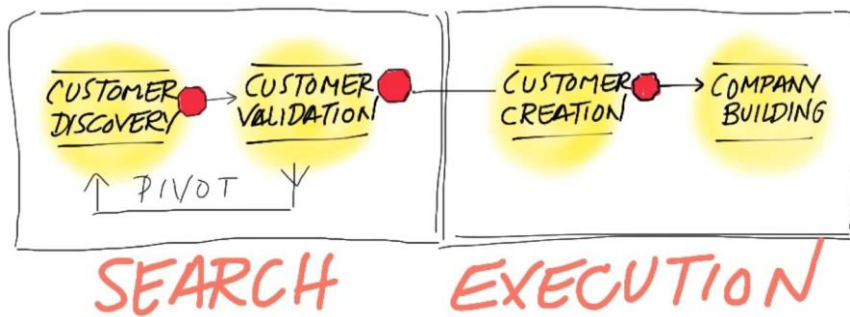 CUSTOMER
DISCOVERY
CUSTOMER
VALIDATION
CUSTOMER
CREATION
COMPANY
BUILDING
PIVOT
SEARCH
EXECUTION